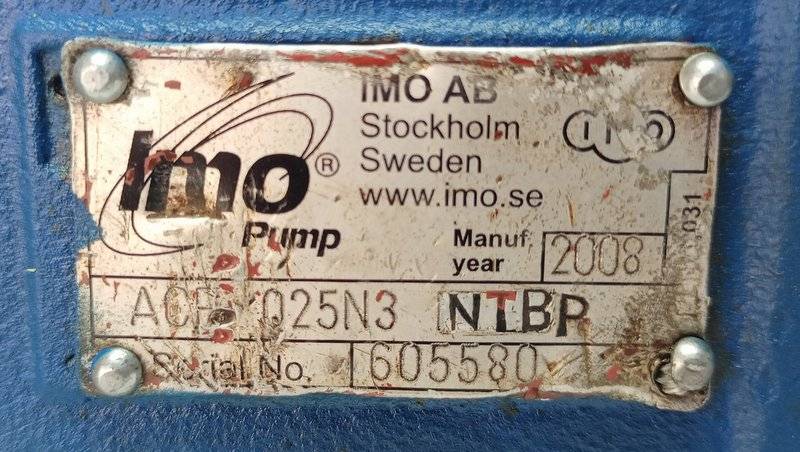 Imo® Pump
IMO AB
Stockholm
Sweden
www.imo.se
Manuf. year 2008
025N3 NTBP
Serial No. 605580
031